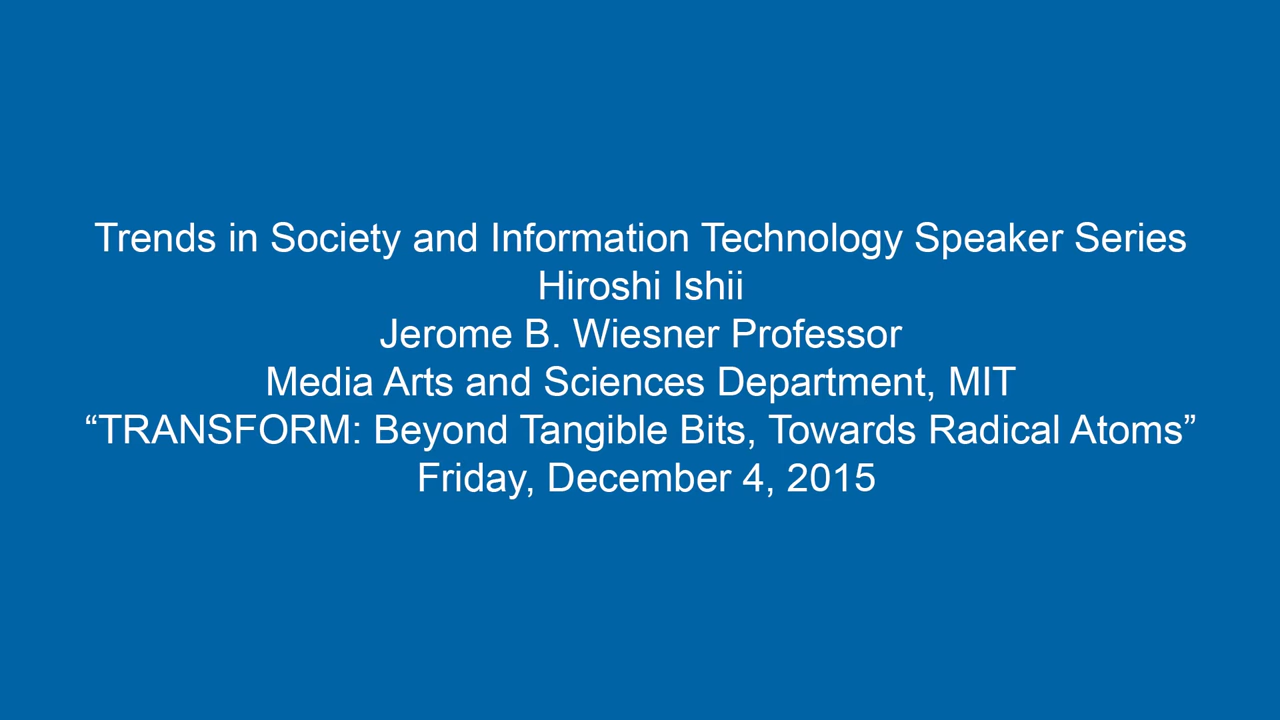 Trends in Society and Information Technology Speaker Series
Hiroshi Ishii
Jerome B. Wiesner Professor
Media Arts and Sciences Department, MIT
“TRANSFORM: Beyond Tangible Bits, Towards Radical Atoms”
Friday, December 4, 2015